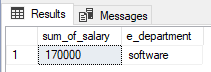 Results Messages
sum_of_salary e_department
1 170000 software